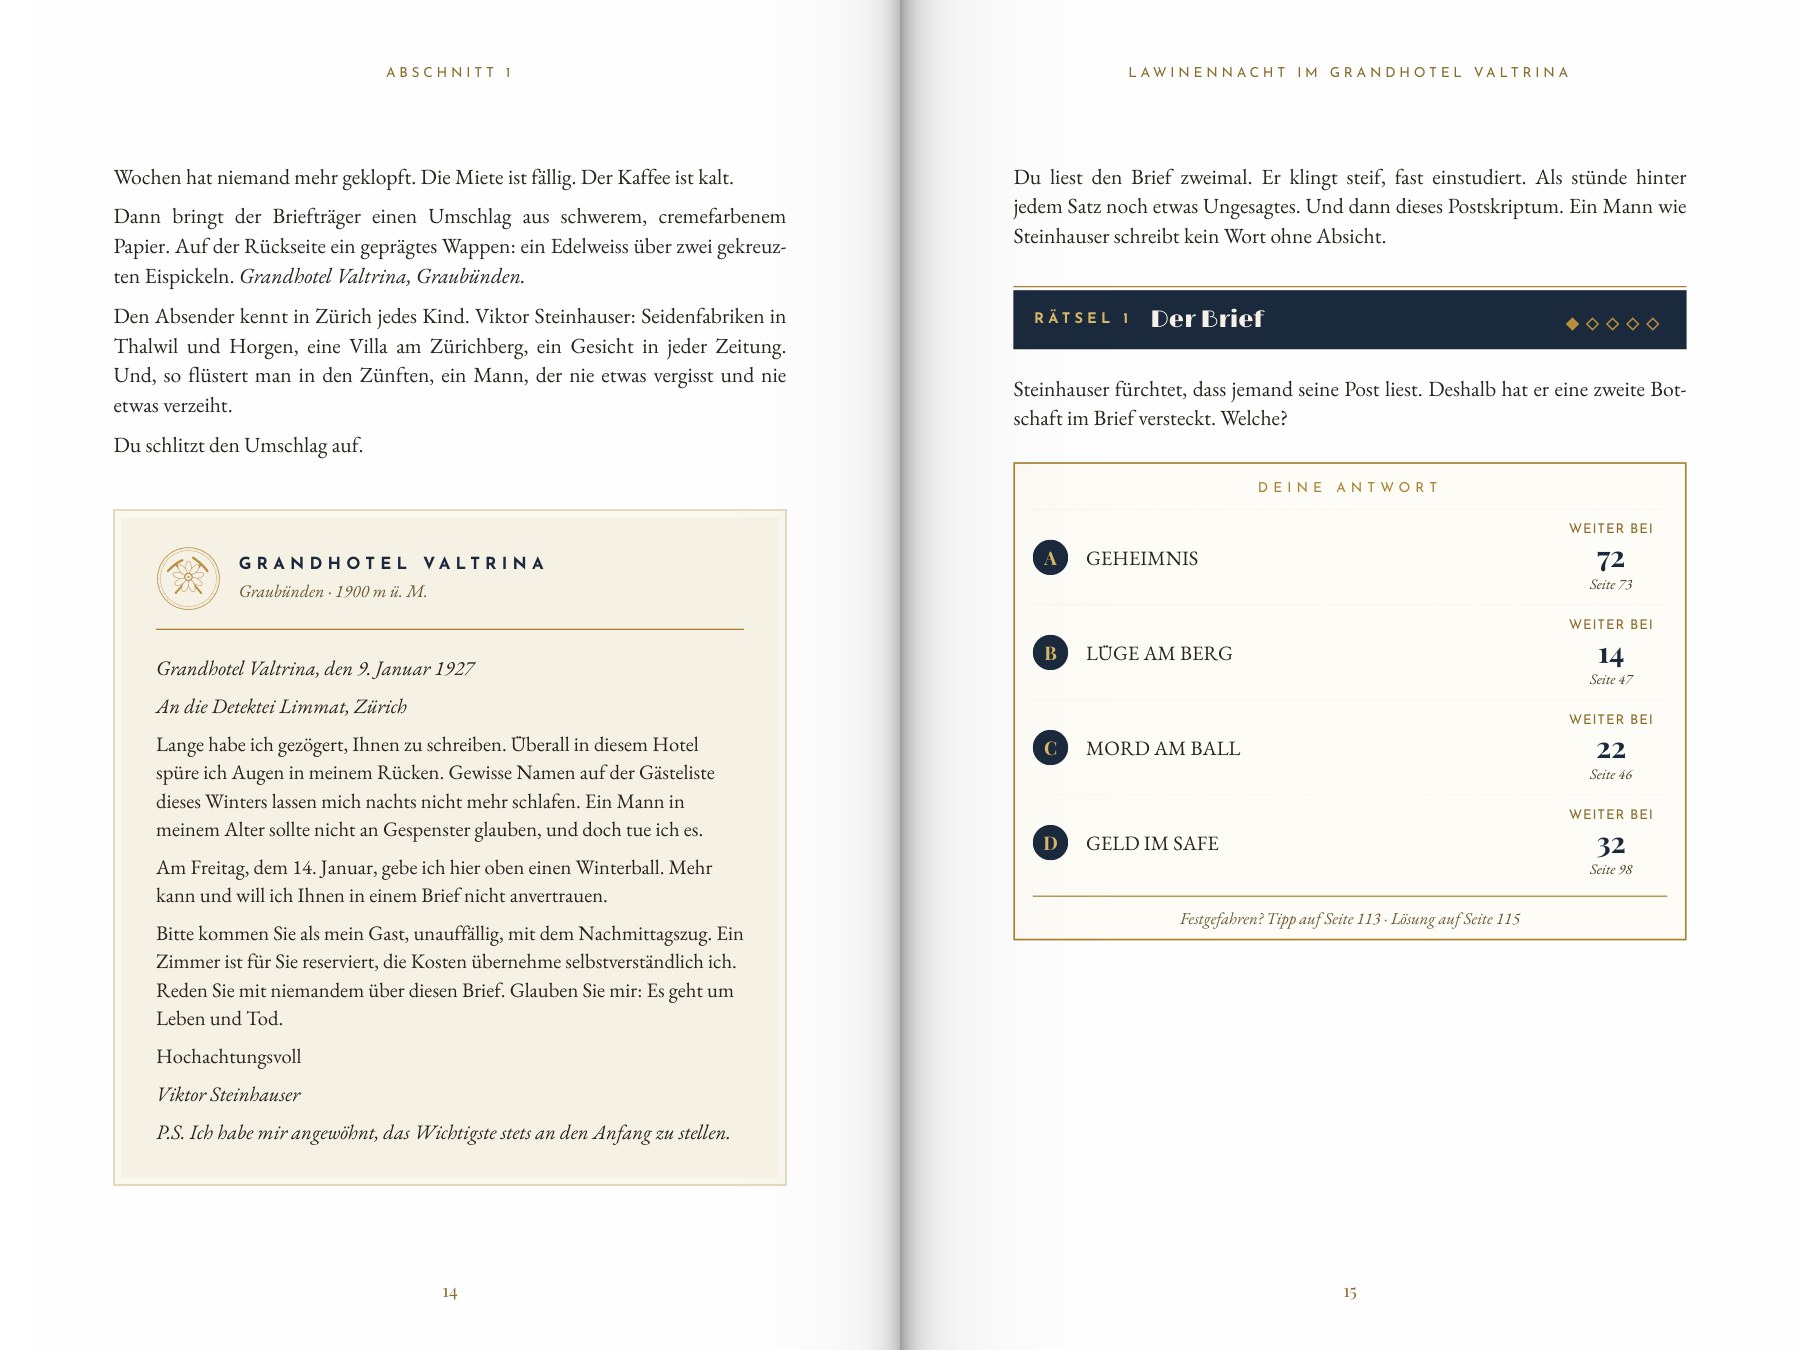 ABSCHNITT 1
Wochen hat niemand mehr geklopft. Die Miete ist fällig. Der Kaffee ist kalt.
Dann bringt der Briefträger einen Umschlag aus schwerem, cremefarbenem
Papier. Auf der Rückseite ein geprägtes Wappen: ein Edelweiss über zwei gekreuz-
ten Eispickeln. Grandhotel Valtrina, Graubünden.
Den Absender kennt in Zürich jedes Kind. Viktor Steinhauser: Seidenfabriken in
Thalwil und Horgen, eine Villa am Zürichberg, ein Gesicht in jeder Zeitung.
Und, so flüstert man in den Zünften, ein Mann, der nie etwas vergisst und nie
etwas verzeiht.
Du schlitzt den Umschlag auf.
GRANDHOTEL VALTRINA
Graubünden · 1900 m ü. M.
Grandhotel Valtrina, den 9. Januar 1927
An die Detektei Limmat, Zürich
Lange habe ich gezögert, Ihnen zu schreiben. Überall in diesem Hotel
spüre ich Augen in meinem Rücken. Gewisse Namen auf der Gästeliste
dieses Winters lassen mich nachts nicht mehr schlafen. Ein Mann in
meinem Alter sollte nicht an Gespenster glauben, und doch tue ich es.
Am Freitag, dem 14. Januar, gebe ich hier oben einen Winterball. Mehr
kann und will ich Ihnen in einem Brief nicht anvertrauen.
Bitte kommen Sie als mein Gast, unauffällig, mit dem Nachmittagszug. Ein
Zimmer ist für Sie reserviert, die Kosten übernehme selbstverständlich ich.
Reden Sie mit niemandem über diesen Brief. Glauben Sie mir: Es geht um
Leben und Tod.
Hochachtungsvoll
Viktor Steinhauser
P.S. Ich habe mir angewöhnt, das Wichtigste stets an den Anfang zu stellen.
14
LAWINENNACHT IM GRANDHOTEL VALTRINA
Du liest den Brief zweimal. Er klingt steif, fast einstudiert. Als stünde hinter
jedem Satz noch etwas Ungesagtes. Und dann dieses Postskriptum. Ein Mann wie
Steinhauser schreibt kein Wort ohne Absicht.
RÄTSEL 1 Der Brief
Steinhauser fürchtet, dass jemand seine Post liest. Deshalb hat er eine zweite Bot-
schaft im Brief versteckt. Welche?
DEINE ANTWORT
WEITER BEI
A GEHEIMNIS 72
Seite 73
WEITER BEI
B LÜGE AM BERG 14
Seite 47
WEITER BEI
C MORD AM BALL 22
Seite 46
WEITER BEI
D GELD IM SAFE 32
Seite 98
Festgefahren? Tipp auf Seite 113 · Lösung auf Seite 115
15